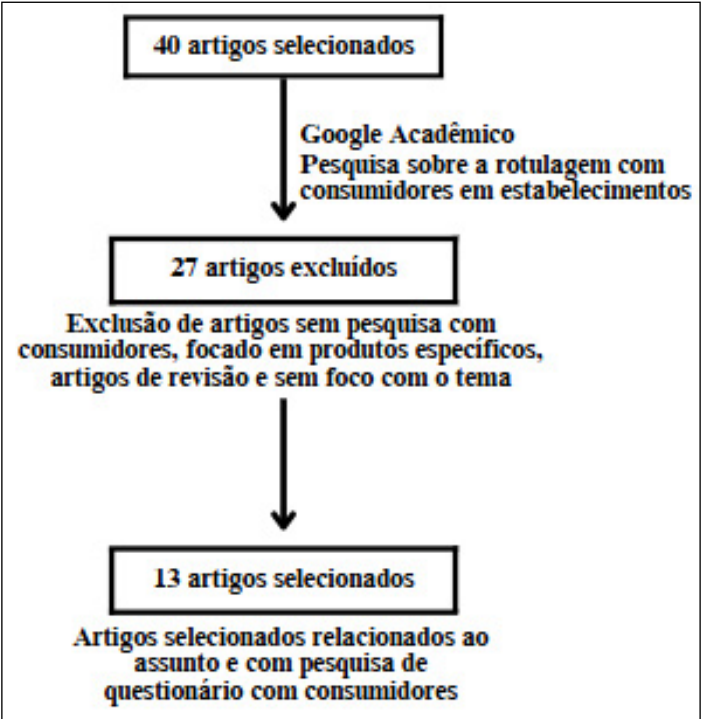 40 artigos selecionados
Google Acadêmico
Pesquisa sobre a rotulagem com
consumidores em estabelecimentos
27 artigos excluídos
Exclusão de artigos sem pesquisa com
consumidores, focado em produtos específicos,
artigos de revisão e sem foco com o tema
13 artigos selecionados
Artigos selecionados relacionados ao
assunto e com pesquisa de
questionário com consumidores